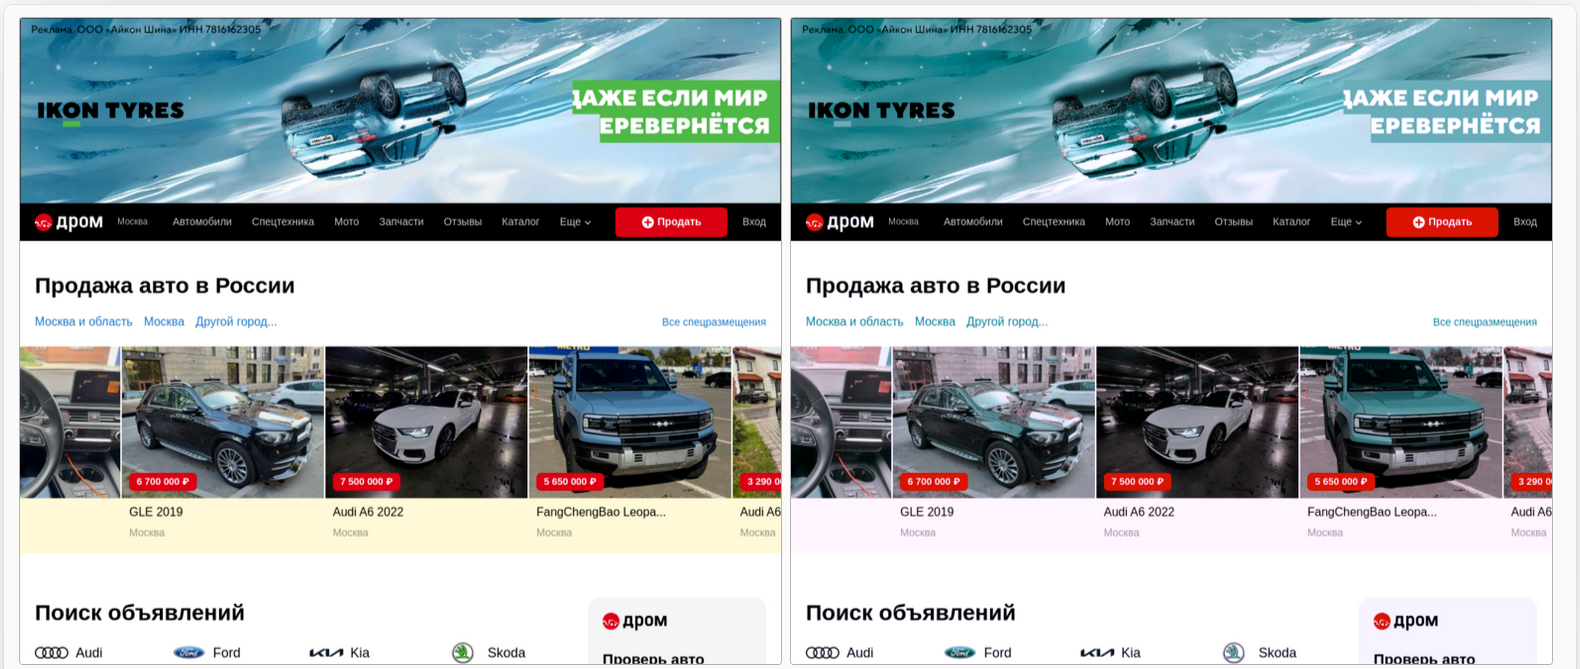 Реклама. ООО «Айкон Шина» ИНН 7816162305
IKON TYRES
ДАЖЕ ЕСЛИ МИР
ЕРЕВЕРНЁТСЯ
дром Москва Автомобили Спецтехника Мото Запчасти Отзывы Каталог Еще Продать Вход
Продажа авто в России
Москва и область Москва Другой город... Все спецразмещения
METRO
6 700 000 ₽ 7 500 000 ₽ 5 650 000 ₽ 3 290 0
GLE 2019 Audi A6 2022 FangChengBao Leopa... Audi A6
Москва Москва Москва Москва
Поиск объявлений
дром
Audi Ford Kia Skoda
Проверь авто
Реклама. ООО «Айкон Шина» ИНН 7816162305
IKON TYRES
ДАЖЕ ЕСЛИ МИР
ЕРЕВЕРНЁТСЯ
дром Москва Автомобили Спецтехника Мото Запчасти Отзывы Каталог Еще Продать Вход
Продажа авто в России
Москва и область Москва Другой город... Все спецразмещения
METRO
6 700 000 ₽ 7 500 000 ₽ 5 650 000 ₽ 3 290 0
GLE 2019 Audi A6 2022 FangChengBao Leopa... Audi A6
Москва Москва Москва Москва
Поиск объявлений
дром
Audi Ford Kia Skoda
Проверь авто